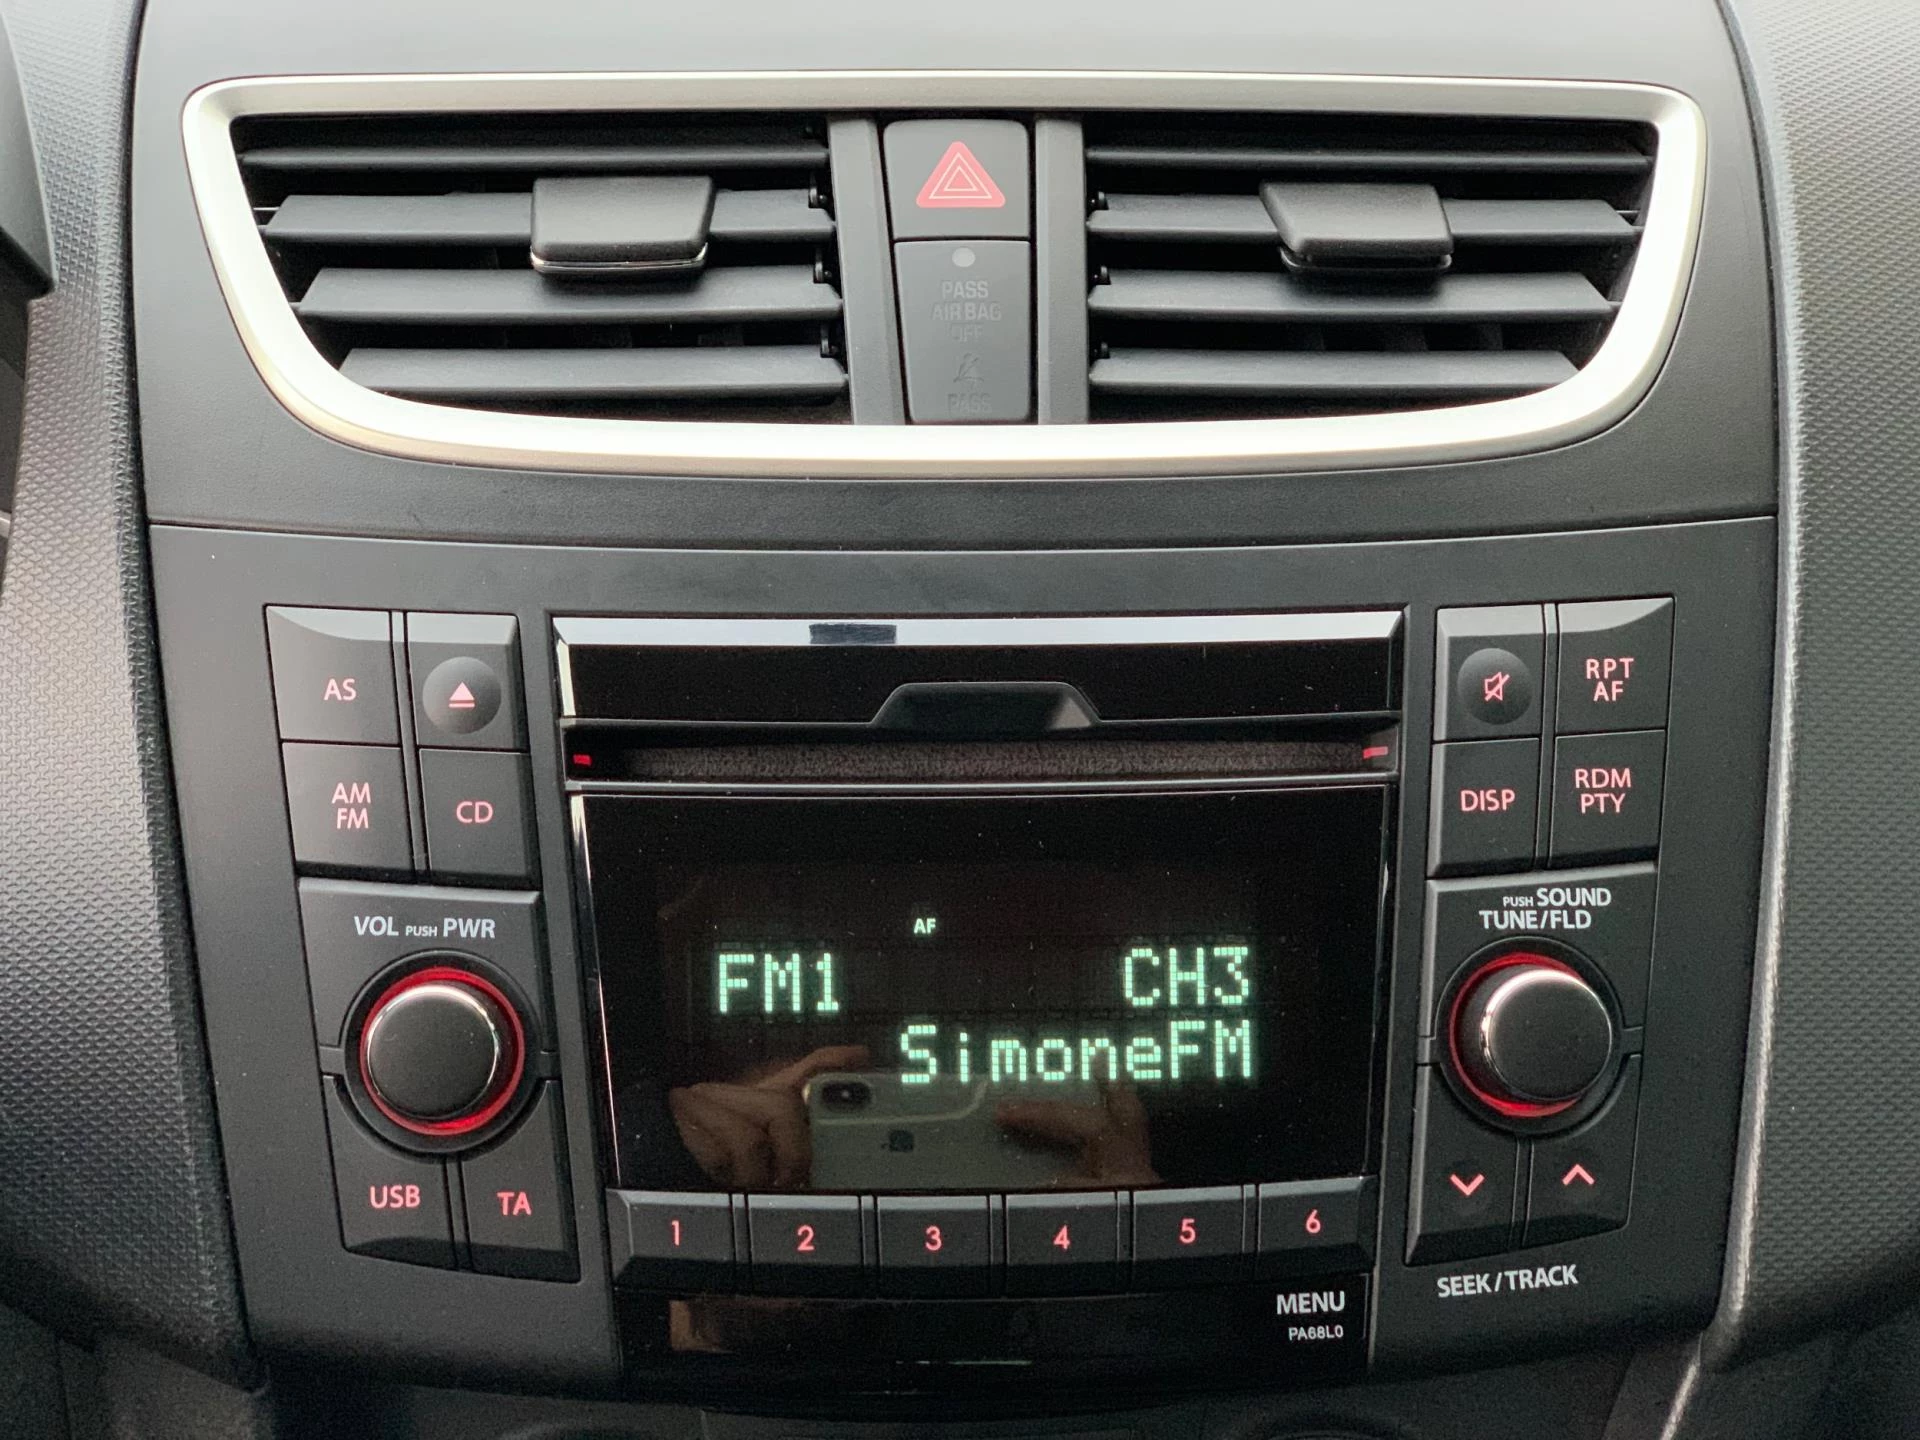 PASS
AIR BAG
OFF
PASS
AS
RPT
AF
AM
FM
CD
DISP
RDM
PTY
VOL PUSH PWR
PUSH SOUND
TUNE/FLD
AF
FM1 CH3
SimoneFM
USB
TA
1 2 3 4 5 6
SEEK/TRACK
MENU
PA68L0